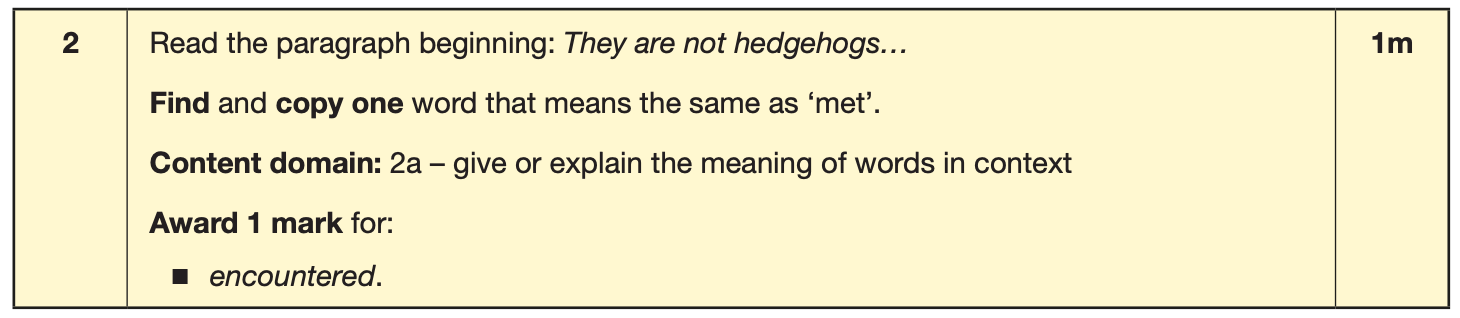 2
Read the paragraph beginning: They are not hedgehogs…
1m
Find and copy one word that means the same as ‘met’.
Content domain: 2a – give or explain the meaning of words in context
Award 1 mark for:
■ encountered.